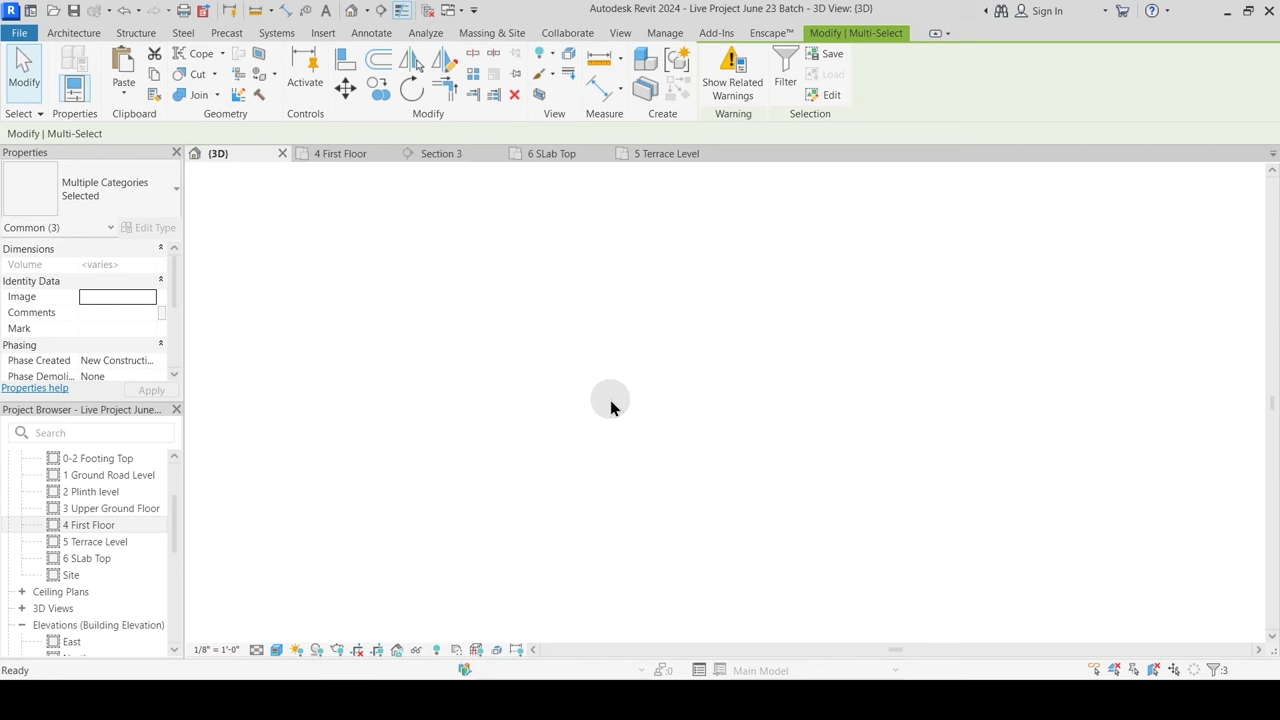 Autodesk Revit 2024 - Live Project June 23 Batch - 3D View: {3D}
Sign In
File Architecture Structure Steel Precast Systems Insert Annotate Analyze Massing & Site Collaborate View Manage Add-Ins Enscape™ Modify | Multi-Select
Modify
Paste
Cope
Cut
Join
Activate
Show Related
Warnings
Filter
Save
Load
Edit
Select Properties Clipboard Geometry Controls Modify View Measure Create Warning Selection
Modify | Multi-Select
Properties
{3D} 4 First Floor Section 3 6 SLab Top 5 Terrace Level
Multiple Categories
Selected
Common (3) Edit Type
Dimensions
Volume <varies>
Identity Data
Image
Comments
Mark
Phasing
Phase Created New Constructi...
Phase Demoli... None
Properties help Apply
Project Browser - Live Project June...
Search
0-2 Footing Top
1 Ground Road Level
2 Plinth level
3 Upper Ground Floor
4 First Floor
5 Terrace Level
6 SLab Top
Site
Ceiling Plans
3D Views
Elevations (Building Elevation)
East
1/8" = 1'-0"
Ready
:0
Main Model
:3